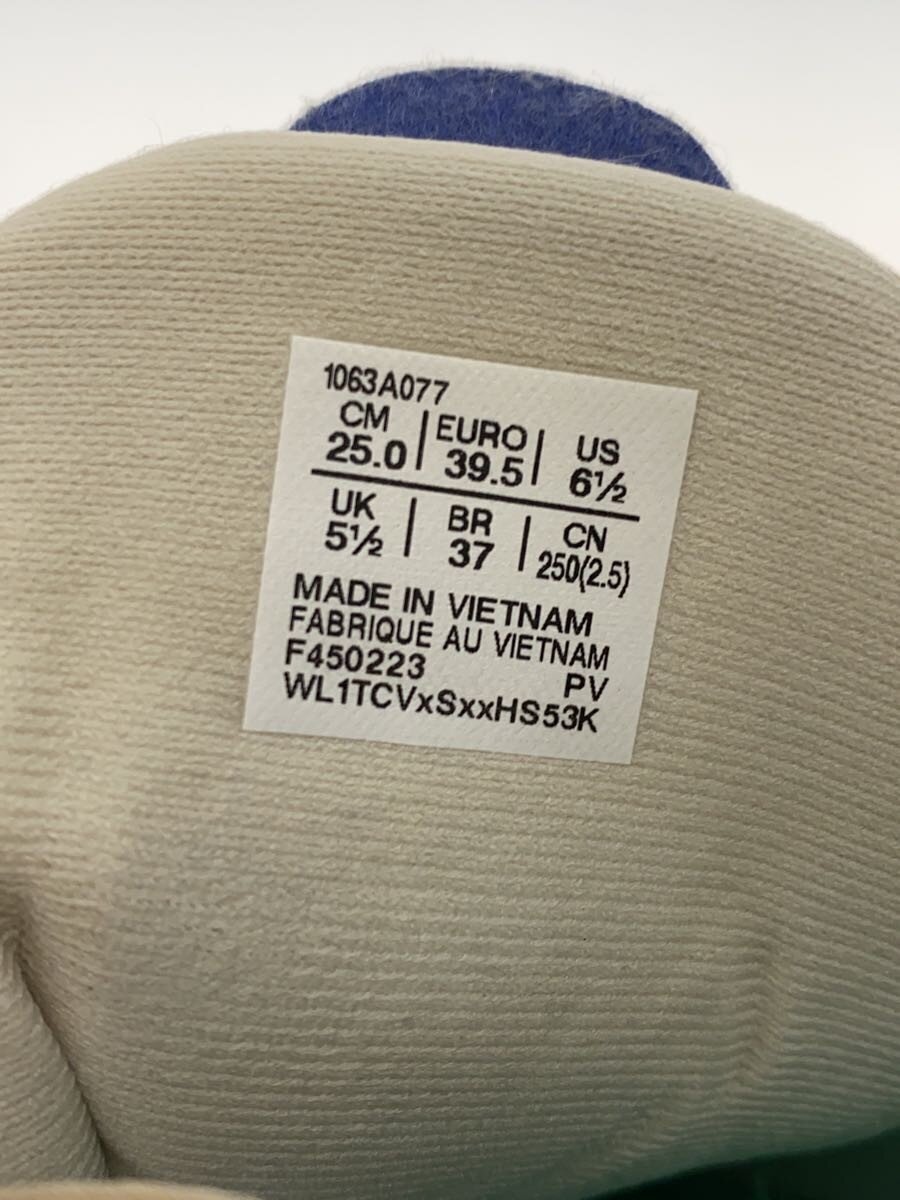 1063A077
CM | EURO | US
25.0 | 39.5 | 6½
UK | BR | CN
5½ | 37 | 250(2.5)
MADE IN VIETNAM
FABRIQUE AU VIETNAM
F450223 PV
WL1TCVxSxxHS53K